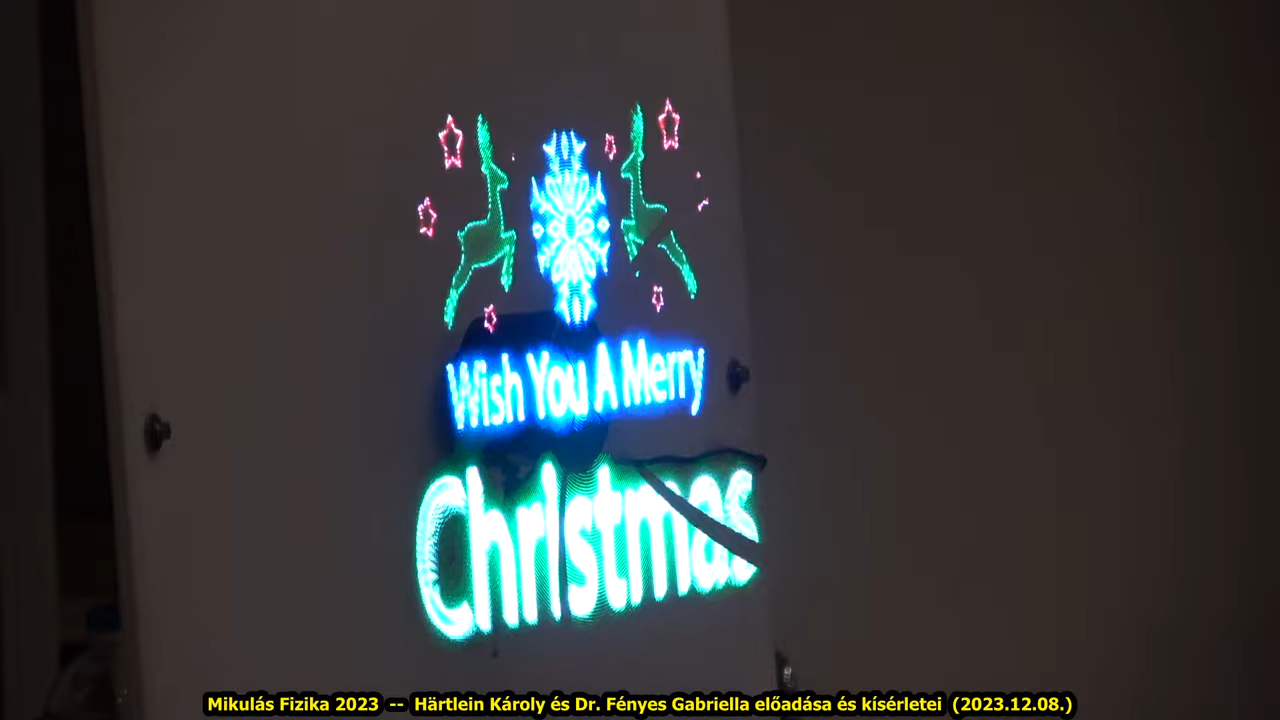 Wish You A Merry
Christmas
Mikulás Fizika 2023 -- Härtlein Károly és Dr. Fényes Gabriella előadása és kísérletei (2023.12.08.)